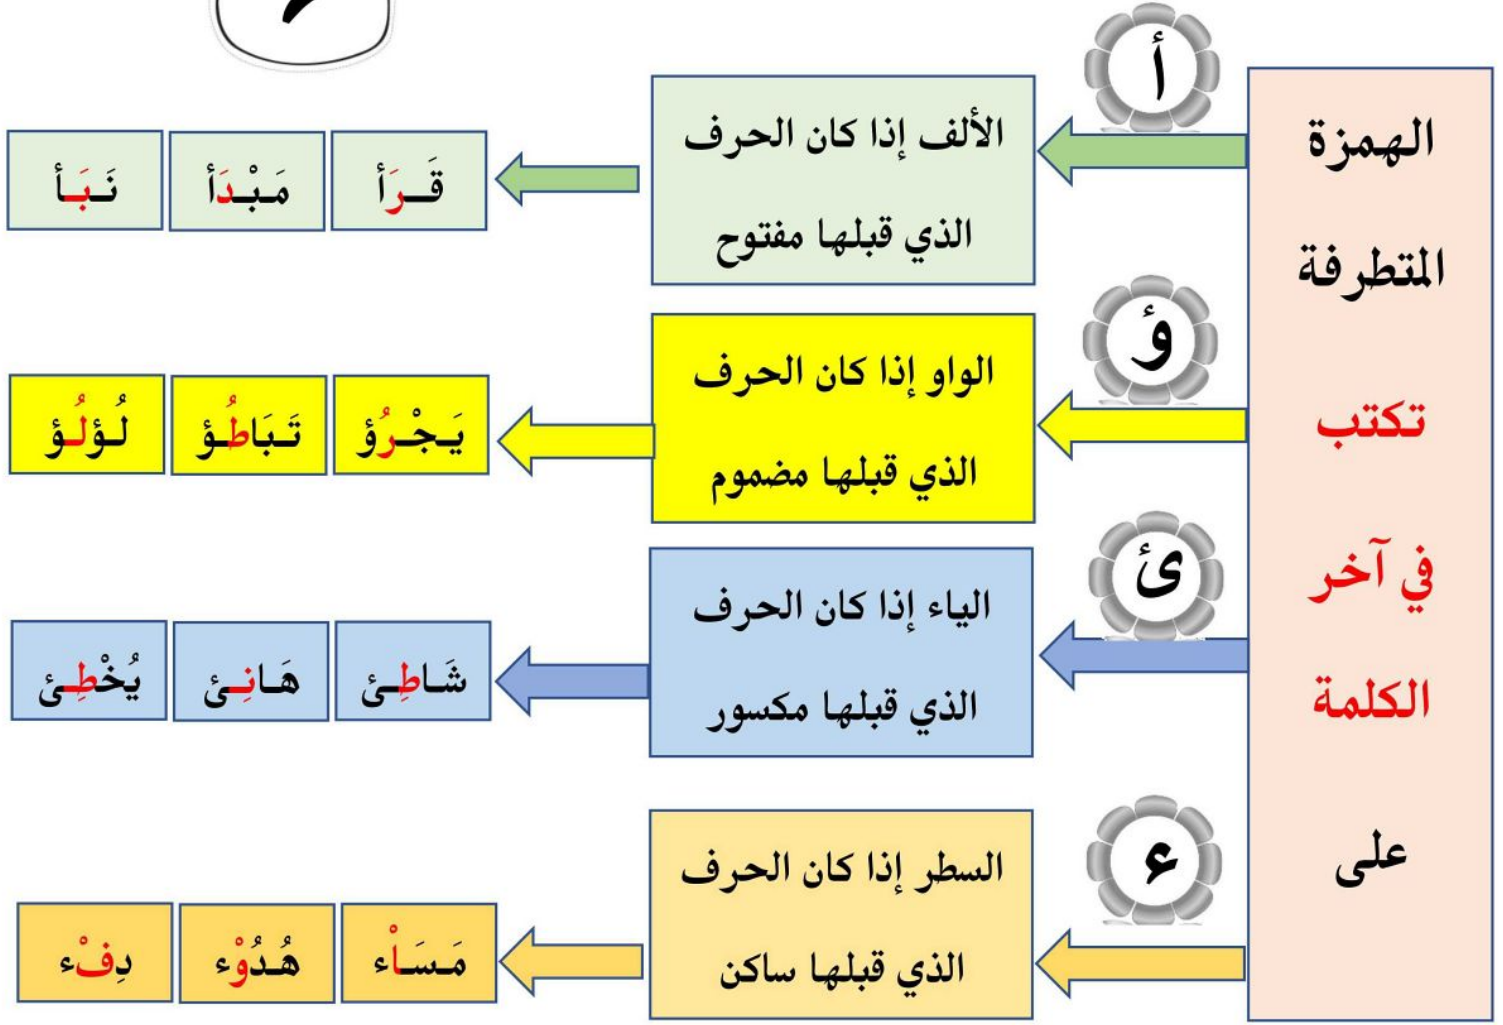 الهمزة
المتطرفة
تكتب
في آخر
الكلمة
على
أ
الألف إذا كان الحرف
الذي قبلها مفتوح
قَـرَأ
مَـبْـدَأ
نَـبَـأ
ؤ
الواو إذا كان الحرف
الذي قبلها مضموم
يَـجْـرُؤ
تَـبَاطُـؤ
لُـؤلُـؤ
ئ
الياء إذا كان الحرف
الذي قبلها مكسور
شَـاطِـئ
هَـانِـئ
يُخْطِـئ
ء
السطر إذا كان الحرف
الذي قبلها ساكن
مَـسَـاْء
هُـدُوْء
دِفْء